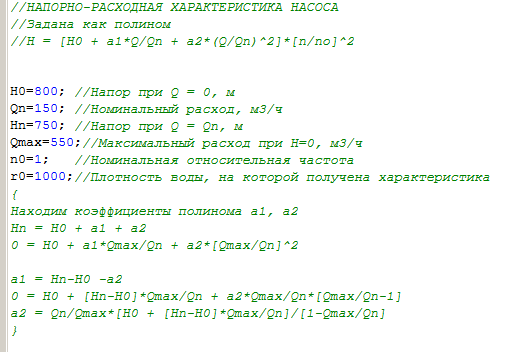 //НАПОРНО-РАСХОДНАЯ ХАРАКТЕРИСТИКА НАСОСА
//Задана как полином
//H = [H0 + a1*Q/Qn + a2*(Q/Qn)^2]*[n/no]^2
H0=800; //Напор при Q = 0, м
Qn=150; //Номинальный расход, м3/ч
Hn=750; //Напор при Q = Qn, м
Qmax=550;//Максимальный расход при H=0, м3/ч
n0=1; //Номинальная относительная частота
r0=1000;//Плотность воды, на которой получена характеристика
{
Находим коэффициенты полинома a1, a2
Hn = H0 + a1 + a2
0 = H0 + a1*Qmax/Qn + a2*[Qmax/Qn]^2
a1 = Hn-H0 -a2
0 = H0 + [Hn-H0]*Qmax/Qn + a2*Qmax/Qn*[Qmax/Qn-1]
a2 = Qn/Qmax*[H0 + [Hn-H0]*Qmax/Qn]/[1-Qmax/Qn]
}